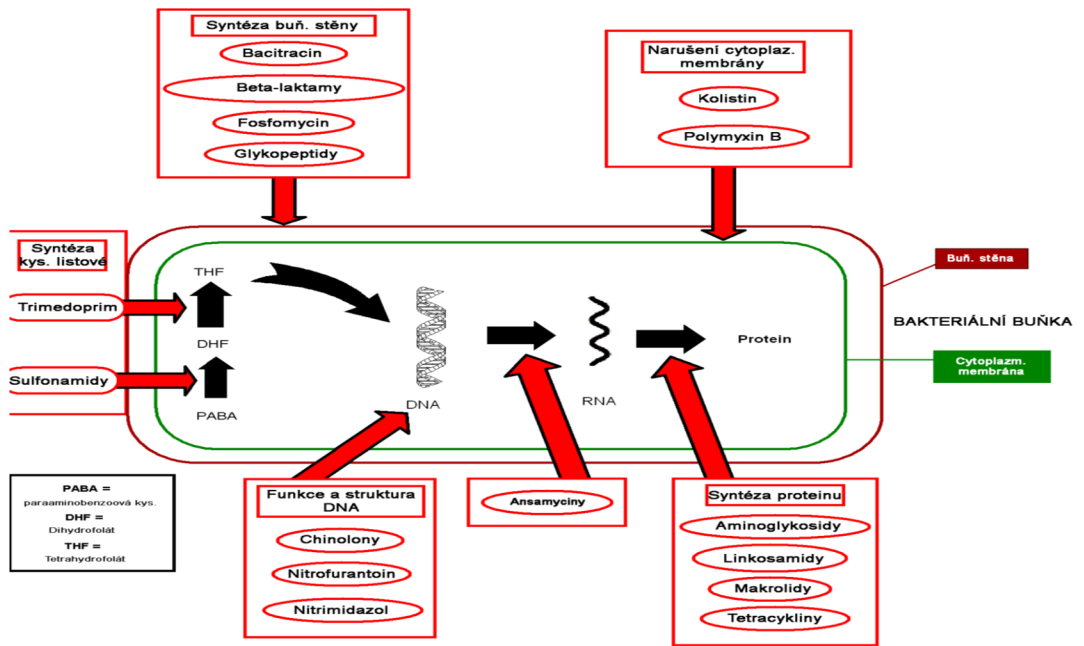 Syntéza buň. stěny
Bacitracin
Beta-laktamy
Fosfomycin
Glykopeptidy
Narušení cytoplaz.
membrány
Kolistin
Polymyxin B
Syntéza
kys. listové
Trimedoprim
Sulfonamidy
THF
DHF
PABA
DNA
RNA
Protein
Buň. stěna
BAKTERIÁLNÍ BUŇKA
Cytoplazm.
membrána
PABA =
paraaminobenzoová kys.
DHF =
Dihydrofolát
THF =
Tetrahydrofolát
Funkce a struktura
DNA
Chinolony
Nitrofurantoin
Nitrimidazol
Ansamyciny
Syntéza proteinu
Aminoglykosidy
Linkosamidy
Makrolidy
Tetracykliny